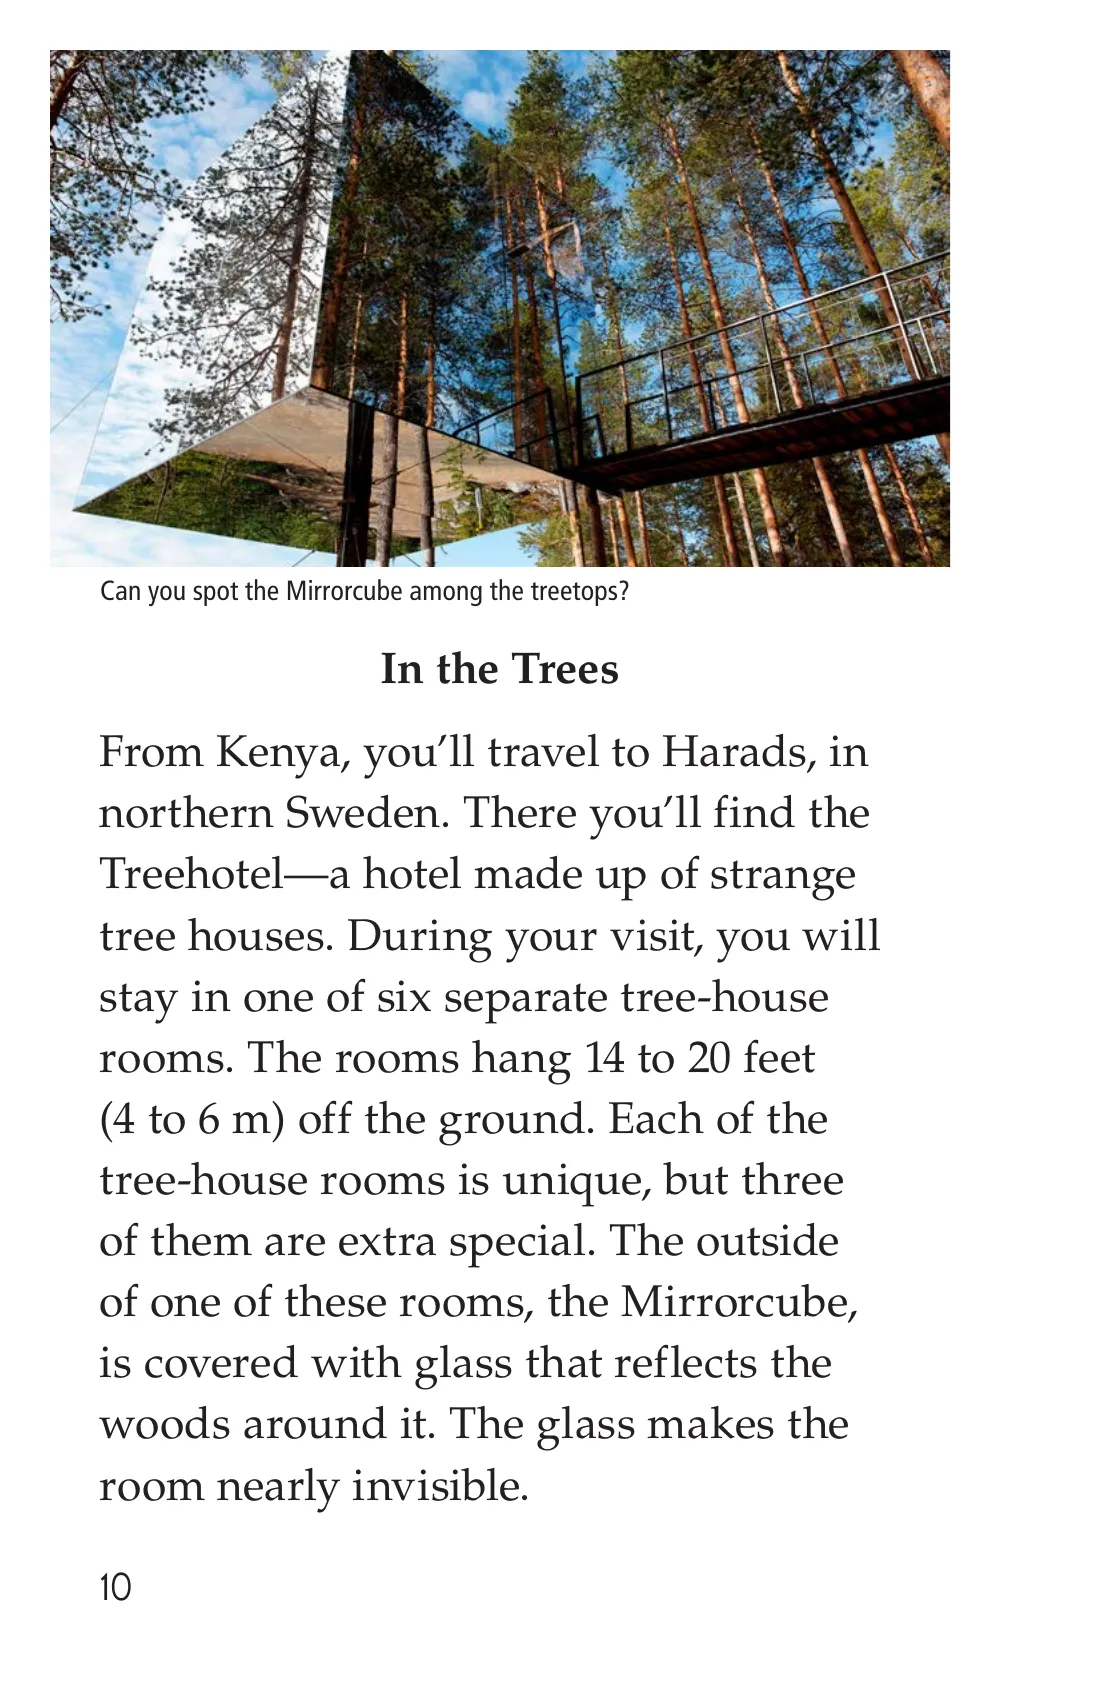 Can you spot the Mirrorcube among the treetops?
In the Trees
From Kenya, you’ll travel to Harads, in
northern Sweden. There you’ll find the
Treehotel—a hotel made up of strange
tree houses. During your visit, you will
stay in one of six separate tree-house
rooms. The rooms hang 14 to 20 feet
(4 to 6 m) off the ground. Each of the
tree-house rooms is unique, but three
of them are extra special. The outside
of one of these rooms, the Mirrorcube,
is covered with glass that reflects the
woods around it. The glass makes the
room nearly invisible.
10